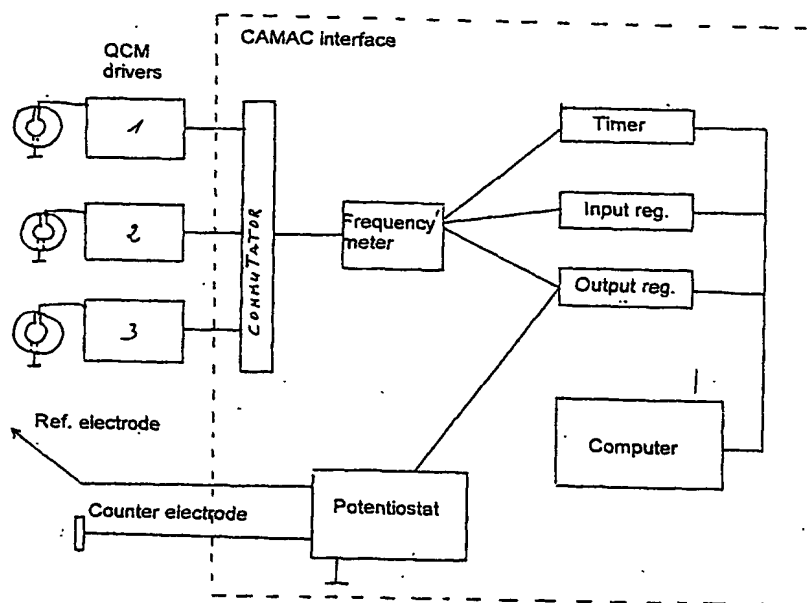 CAMAC interface
QCM
drivers
1
2
3
COMMUTATOR
Frequency
meter
Timer
Input reg.
Output reg.
Computer
Ref. electrode
Counter electrode
Potentiostat